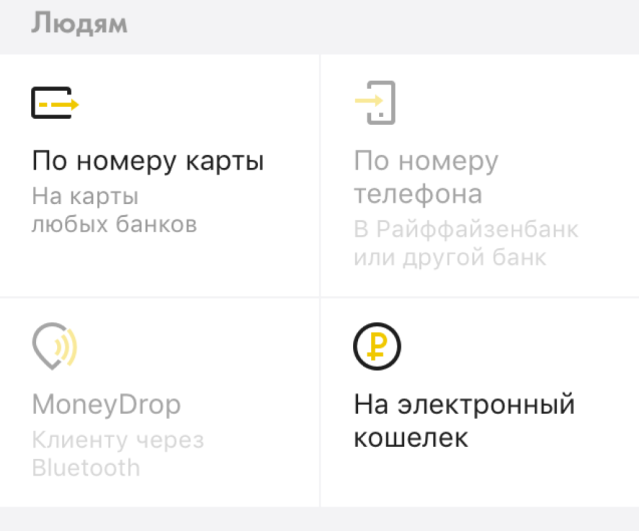 Людям
По номеру карты
На карты
любых банков
По номеру
телефона
В Райффайзенбанк
или другой банк
MoneyDrop
Клиенту через
Bluetooth
На электронный
кошелек